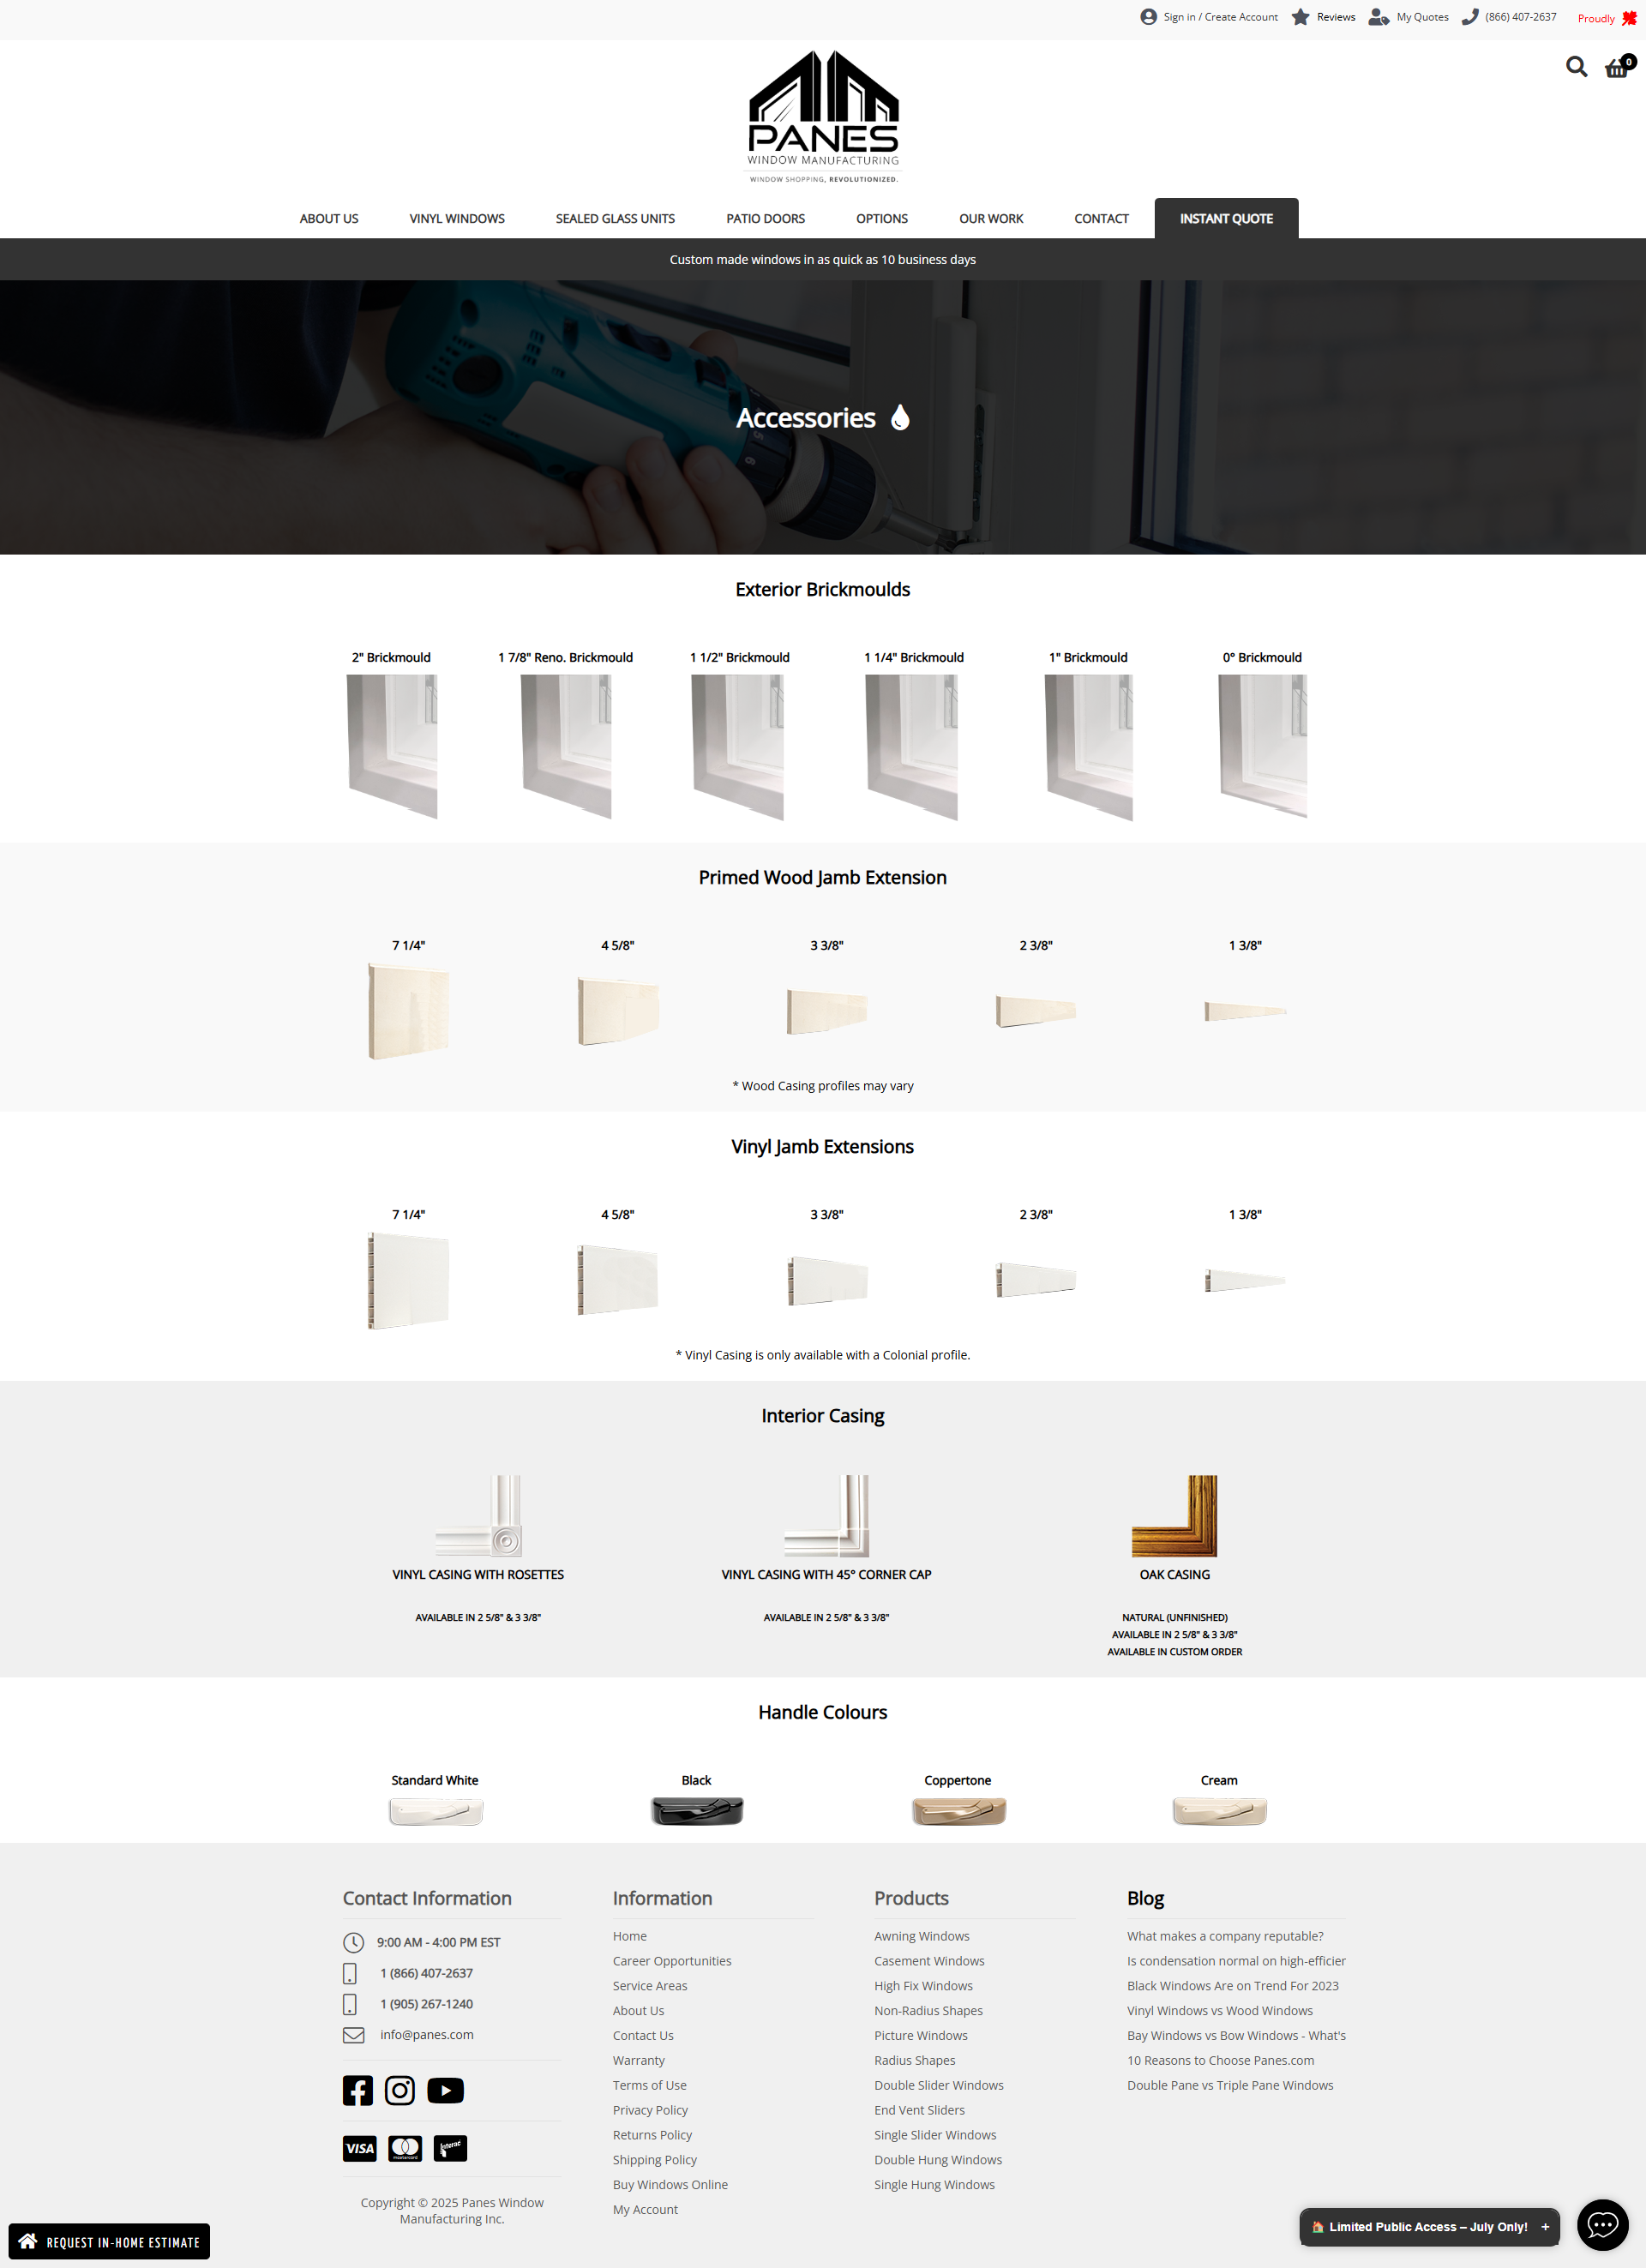 Sign in / Create Account
Reviews
My Quotes
(866) 407-2637
Proudly
0
PANES
WINDOW MANUFACTURING
WINDOW SHOPPING, REVOLUTIONIZED.
ABOUT US
VINYL WINDOWS
SEALED GLASS UNITS
PATIO DOORS
OPTIONS
OUR WORK
CONTACT
INSTANT QUOTE
Custom made windows in as quick as 10 business days
Accessories
Exterior Brickmoulds
2" Brickmould
1 7/8" Reno. Brickmould
1 1/2" Brickmould
1 1/4" Brickmould
1" Brickmould
0° Brickmould
Primed Wood Jamb Extension
7 1/4"
4 5/8"
3 3/8"
2 3/8"
1 3/8"
* Wood Casing profiles may vary
Vinyl Jamb Extensions
7 1/4"
4 5/8"
3 3/8"
2 3/8"
1 3/8"
* Vinyl Casing is only available with a Colonial profile.
Interior Casing
VINYL CASING WITH ROSETTES
AVAILABLE IN 2 5/8" & 3 3/8"
VINYL CASING WITH 45° CORNER CAP
AVAILABLE IN 2 5/8" & 3 3/8"
OAK CASING
NATURAL (UNFINISHED)
AVAILABLE IN 2 5/8" & 3 3/8"
AVAILABLE IN CUSTOM ORDER
Handle Colours
Standard White
Black
Coppertone
Cream
Contact Information
9:00 AM - 4:00 PM EST
1 (866) 407-2637
1 (905) 267-1240
info@panes.com
VISA
mastercard
Interac
Copyright © 2025 Panes Window
Manufacturing Inc.
Information
Home
Career Opportunities
Service Areas
About Us
Contact Us
Warranty
Terms of Use
Privacy Policy
Returns Policy
Shipping Policy
Buy Windows Online
My Account
Products
Awning Windows
Casement Windows
High Fix Windows
Non-Radius Shapes
Picture Windows
Radius Shapes
Double Slider Windows
End Vent Sliders
Single Slider Windows
Double Hung Windows
Single Hung Windows
Blog
What makes a company reputable?
Is condensation normal on high-efficier
Black Windows Are on Trend For 2023
Vinyl Windows vs Wood Windows
Bay Windows vs Bow Windows - What's
10 Reasons to Choose Panes.com
Double Pane vs Triple Pane Windows
REQUEST IN-HOME ESTIMATE
Limited Public Access – July Only! +